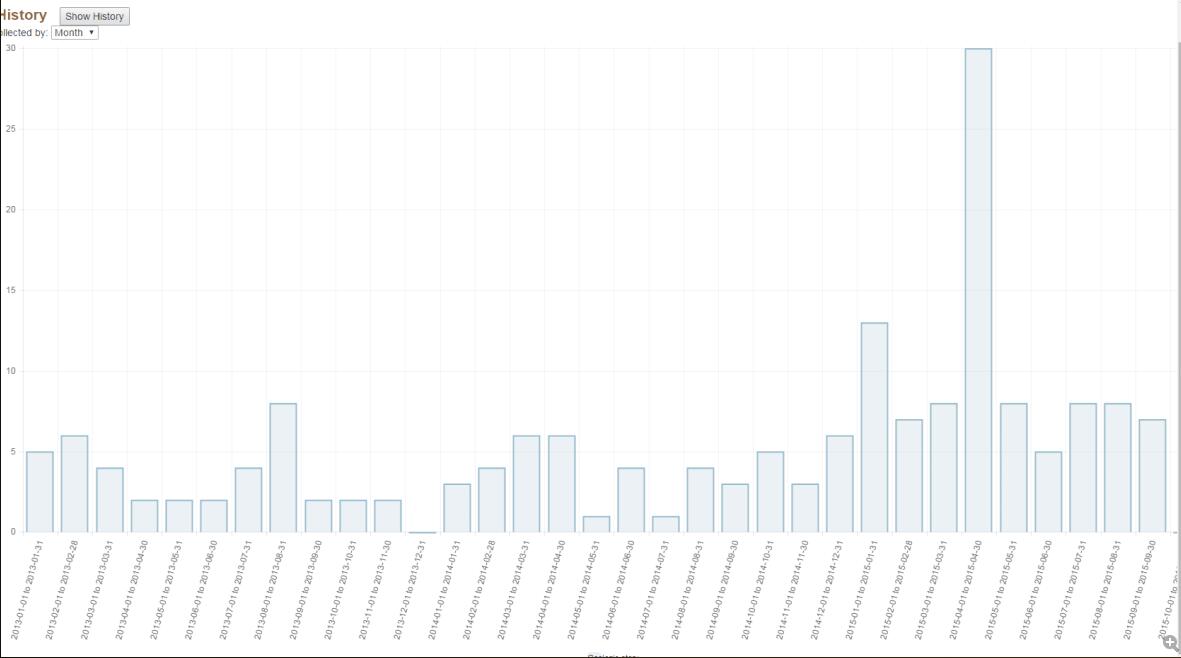 History Show History
llected by: Month
30
25
20
15
10
5
0
2013-01-01 to 2013-01-31
2013-02-01 to 2013-02-28
2013-03-01 to 2013-03-31
2013-04-01 to 2013-04-30
2013-05-01 to 2013-05-31
2013-06-01 to 2013-06-30
2013-07-01 to 2013-07-31
2013-08-01 to 2013-08-31
2013-09-01 to 2013-09-30
2013-10-01 to 2013-10-31
2013-11-01 to 2013-11-30
2013-12-01 to 2013-12-31
2014-01-01 to 2014-01-31
2014-02-01 to 2014-02-28
2014-03-01 to 2014-03-31
2014-04-01 to 2014-04-30
2014-05-01 to 2014-05-31
2014-06-01 to 2014-06-30
2014-07-01 to 2014-07-31
2014-08-01 to 2014-08-31
2014-09-01 to 2014-09-30
2014-10-01 to 2014-10-31
2014-11-01 to 2014-11-30
2014-12-01 to 2014-12-31
2015-01-01 to 2015-01-31
2015-02-01 to 2015-02-28
2015-03-01 to 2015-03-31
2015-04-01 to 2015-04-30
2015-05-01 to 2015-05-31
2015-06-01 to 2015-06-30
2015-07-01 to 2015-07-31
2015-08-01 to 2015-08-31
2015-09-01 to 2015-09-30
2015-10-01 to